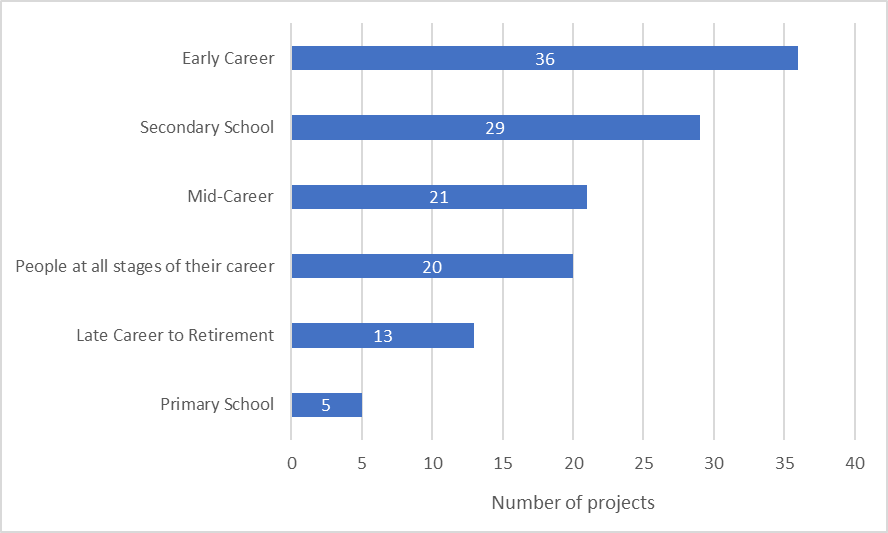 Early Career
36
Secondary School
29
Mid-Career
21
People at all stages of their career
20
Late Career to Retirement
13
Primary School
5
0 5 10 15 20 25 30 35 40
Number of projects